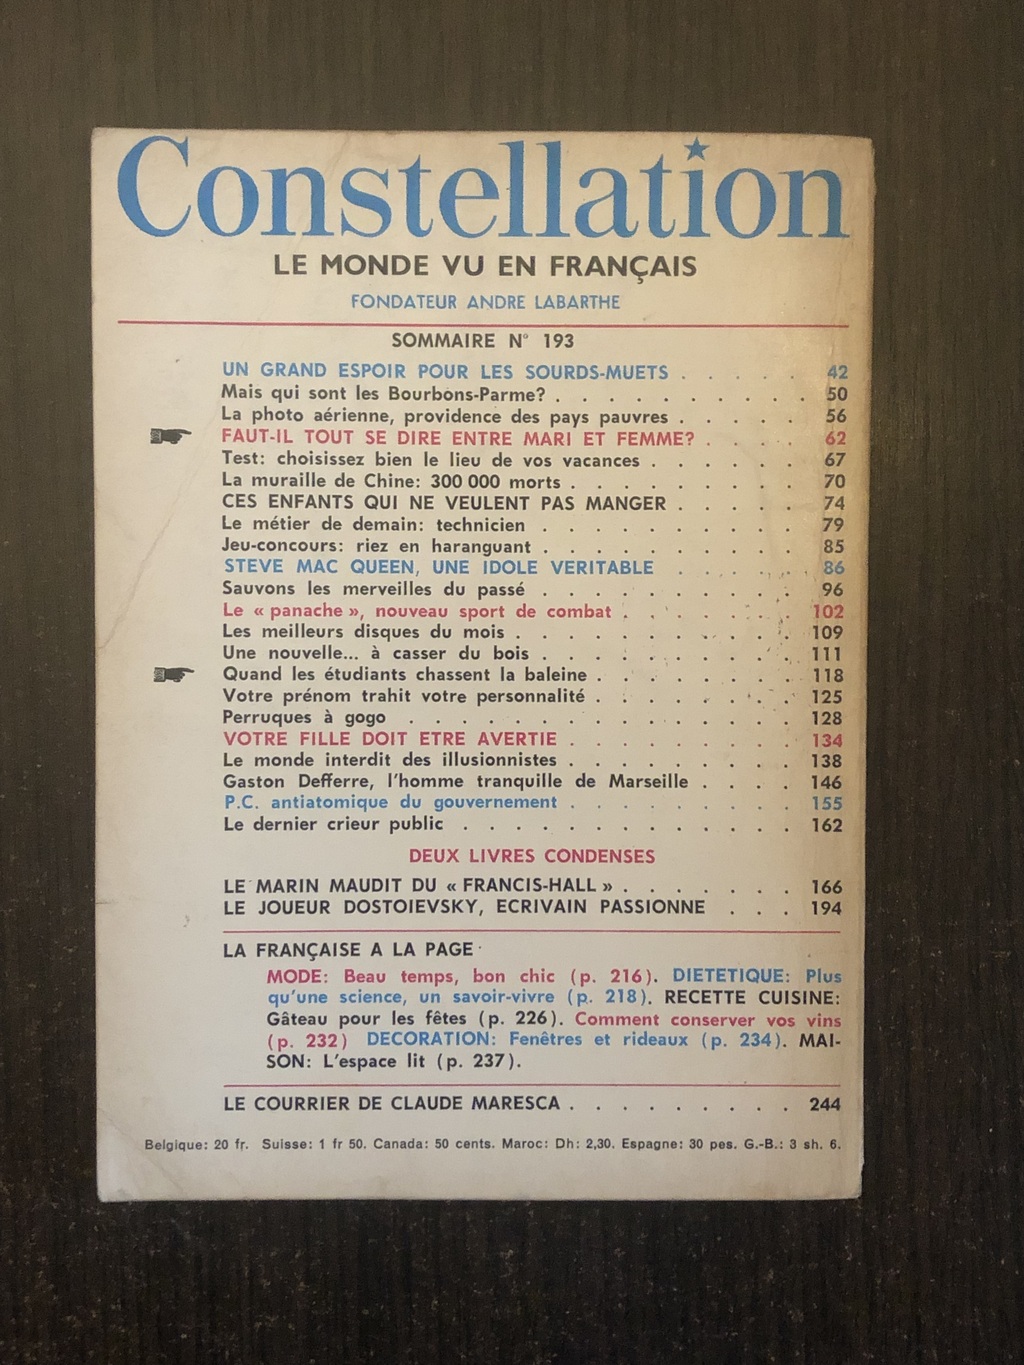 Constellation
LE MONDE VU EN FRANÇAIS
FONDATEUR ANDRE LABARTHE
SOMMAIRE N° 193
UN GRAND ESPOIR POUR LES SOURDS-MUETS . . . . . 42
Mais qui sont les Bourbons-Parme? . . . . . . . . . . 50
La photo aérienne, providence des pays pauvres . . . . . 56
FAUT-IL TOUT SE DIRE ENTRE MARI ET FEMME? . . . . 62
Test: choisissez bien le lieu de vos vacances . . . . . . 67
La muraille de Chine: 300 000 morts . . . . . . . . . 70
CES ENFANTS QUI NE VEULENT PAS MANGER . . . . . 74
Le métier de demain: technicien . . . . . . . . . . 79
Jeu-concours: riez en haranguant . . . . . . . . . . 85
STEVE MAC QUEEN, UNE IDOLE VERITABLE . . . . . 86
Sauvons les merveilles du passé . . . . . . . . . . 96
Le « panache », nouveau sport de combat . . . . . . . 102
Les meilleurs disques du mois . . . . . . . . . . . 109
Une nouvelle... à casser du bois . . . . . . . . . . 111
Quand les étudiants chassent la baleine . . . . . . . . 118
Votre prénom trahit votre personnalité . . . . . . . . 125
Perruques à gogo . . . . . . . . . . . . . . . 128
VOTRE FILLE DOIT ETRE AVERTIE . . . . . . . . . 134
Le monde interdit des illusionnistes . . . . . . . . . 138
Gaston Defferre, l'homme tranquille de Marseille . . . . 146
P.C. antiatomique du gouvernement . . . . . . . . . 155
Le dernier crieur public . . . . . . . . . . . . . 162
DEUX LIVRES CONDENSES
LE MARIN MAUDIT DU « FRANCIS-HALL » . . . . . . . 166
LE JOUEUR DOSTOIEVSKY, ECRIVAIN PASSIONNE . . . 194
LA FRANÇAISE A LA PAGE
MODE: Beau temps, bon chic (p. 216). DIETETIQUE: Plus
qu'une science, un savoir-vivre (p. 218). RECETTE CUISINE:
Gâteau pour les fêtes (p. 226). Comment conserver vos vins
(p. 232) DECORATION: Fenêtres et rideaux (p. 234). MAI-
SON: L'espace lit (p. 237).
LE COURRIER DE CLAUDE MARESCA . . . . . . . . . 244
Belgique: 20 fr. Suisse: 1 fr 50. Canada: 50 cents. Maroc: Dh: 2,30. Espagne: 30 pes. G.-B.: 3 sh. 6.